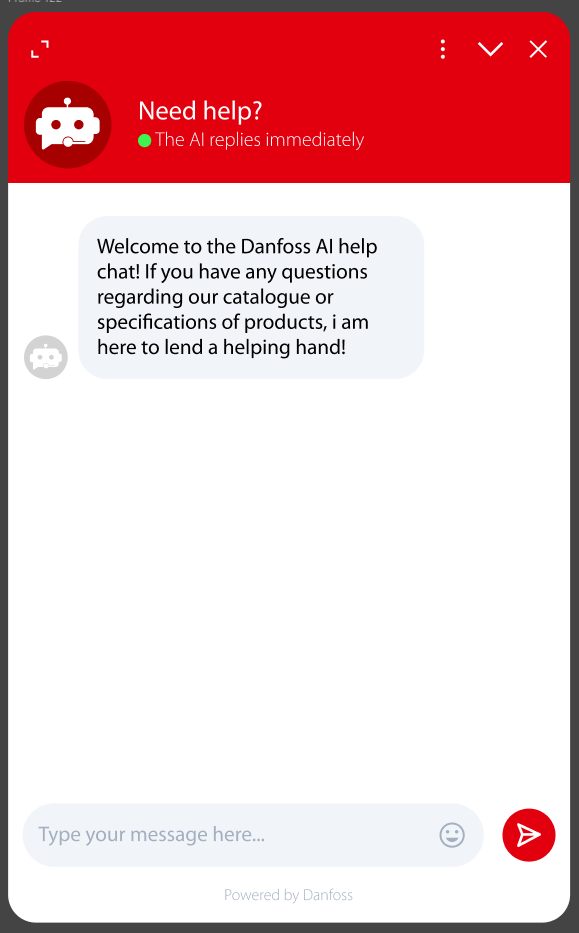 Need help?
The AI replies immediately
Welcome to the Danfoss AI help
chat! If you have any questions
regarding our catalogue or
specifications of products, i am
here to lend a helping hand!
Type your message here...
Powered by Danfoss